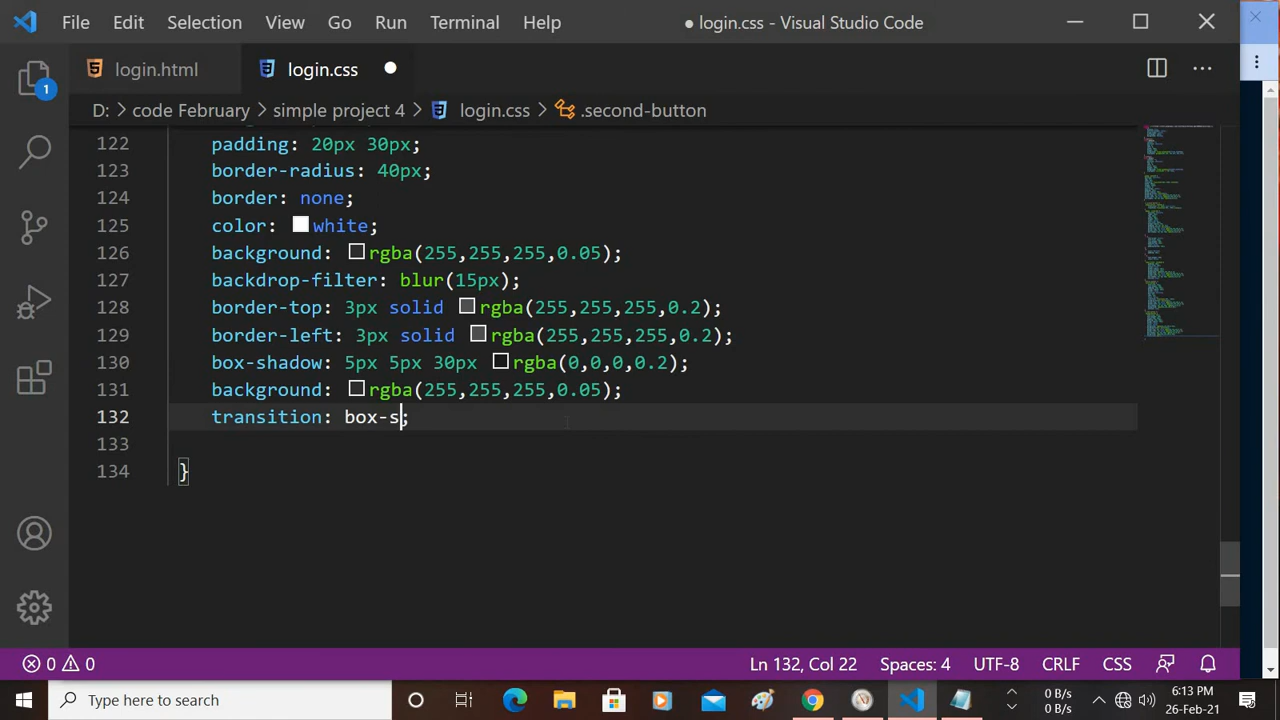 File Edit Selection View Go Run Terminal Help ● login.css - Visual Studio Code
login.html login.css
D: > code February > simple project 4 > login.css > .second-button
122 padding: 20px 30px;
123 border-radius: 40px;
124 border: none;
125 color: white;
126 background: rgba(255,255,255,0.05);
127 backdrop-filter: blur(15px);
128 border-top: 3px solid rgba(255,255,255,0.2);
129 border-left: 3px solid rgba(255,255,255,0.2);
130 box-shadow: 5px 5px 30px rgba(0,0,0,0.2);
131 background: rgba(255,255,255,0.05);
132 transition: box-s;
133
134 }
1
0 0 Ln 132, Col 22 Spaces: 4 UTF-8 CRLF CSS
Type here to search
0 B/s
0 B/s
6:13 PM
26-Feb-21